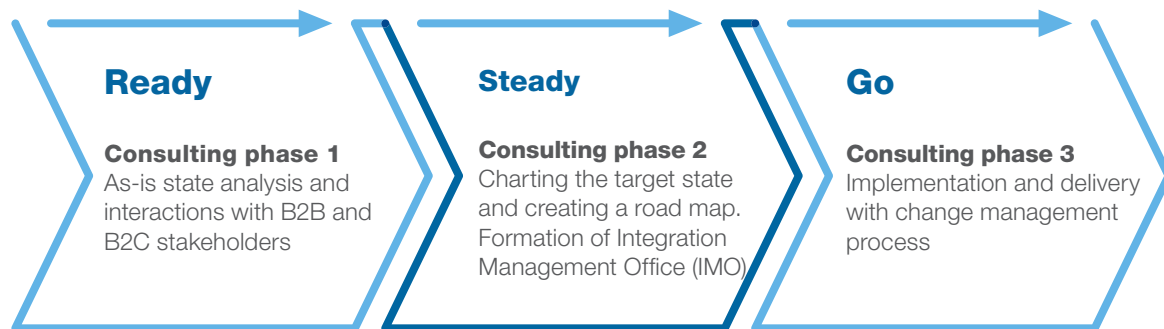 Ready
Consulting phase 1
As-is state analysis and
interactions with B2B and
B2C stakeholders
Steady
Consulting phase 2
Charting the target state
and creating a road map.
Formation of Integration
Management Office (IMO)
Go
Consulting phase 3
Implementation and delivery
with change management
process